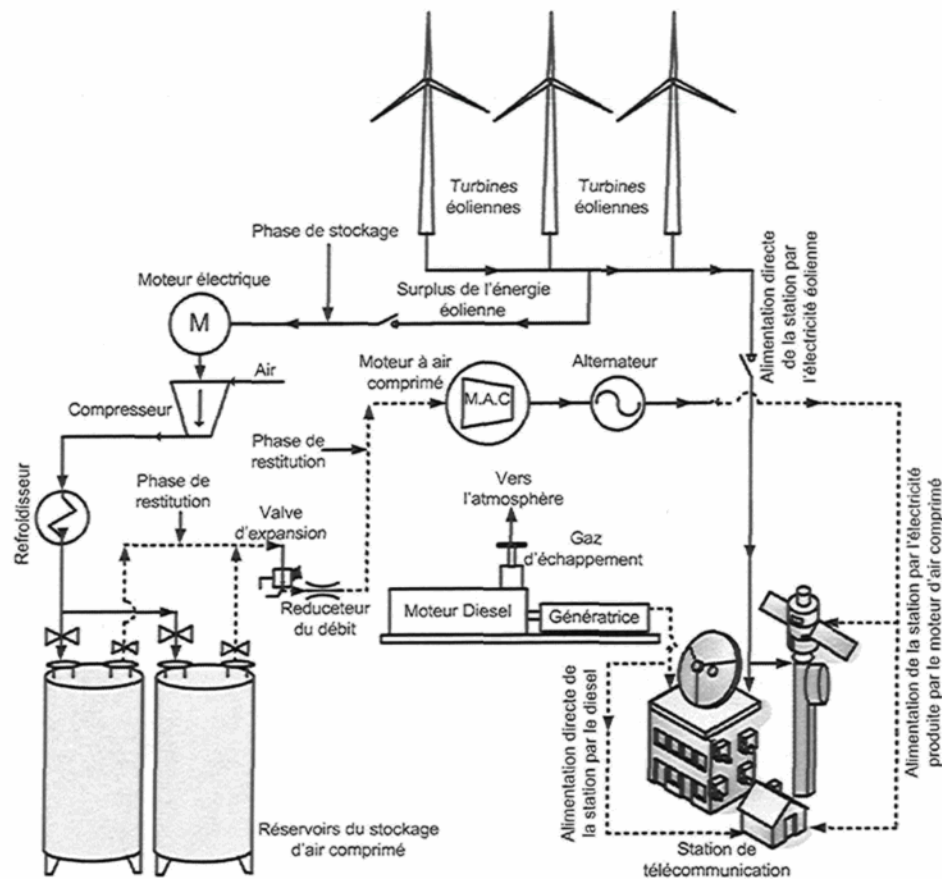 Turbines
éoliennes
Turbines
éoliennes
Phase de stockage
Moteur électrique
Surplus de l'énergie
éolienne
M
Air
Compresseur
Moteur à air
comprimé
Alternateur
M.A.C
Alimentation directe
de la station par
l'électricité éolienne
Phase de
restitution
Refroidisseur
Phase de
restitution
Valve
d'expansion
Vers
l'atmosphère
Gaz
d'échappement
Reduceteur
du débit
Moteur Diesel
Génératrice
Alimentation directe de
la station par le diesel
Alimentation de la station par l'électricité
produite par le moteur d'air comprimé
Réservoirs du stockage
d'air comprimé
Station de
télécommunication